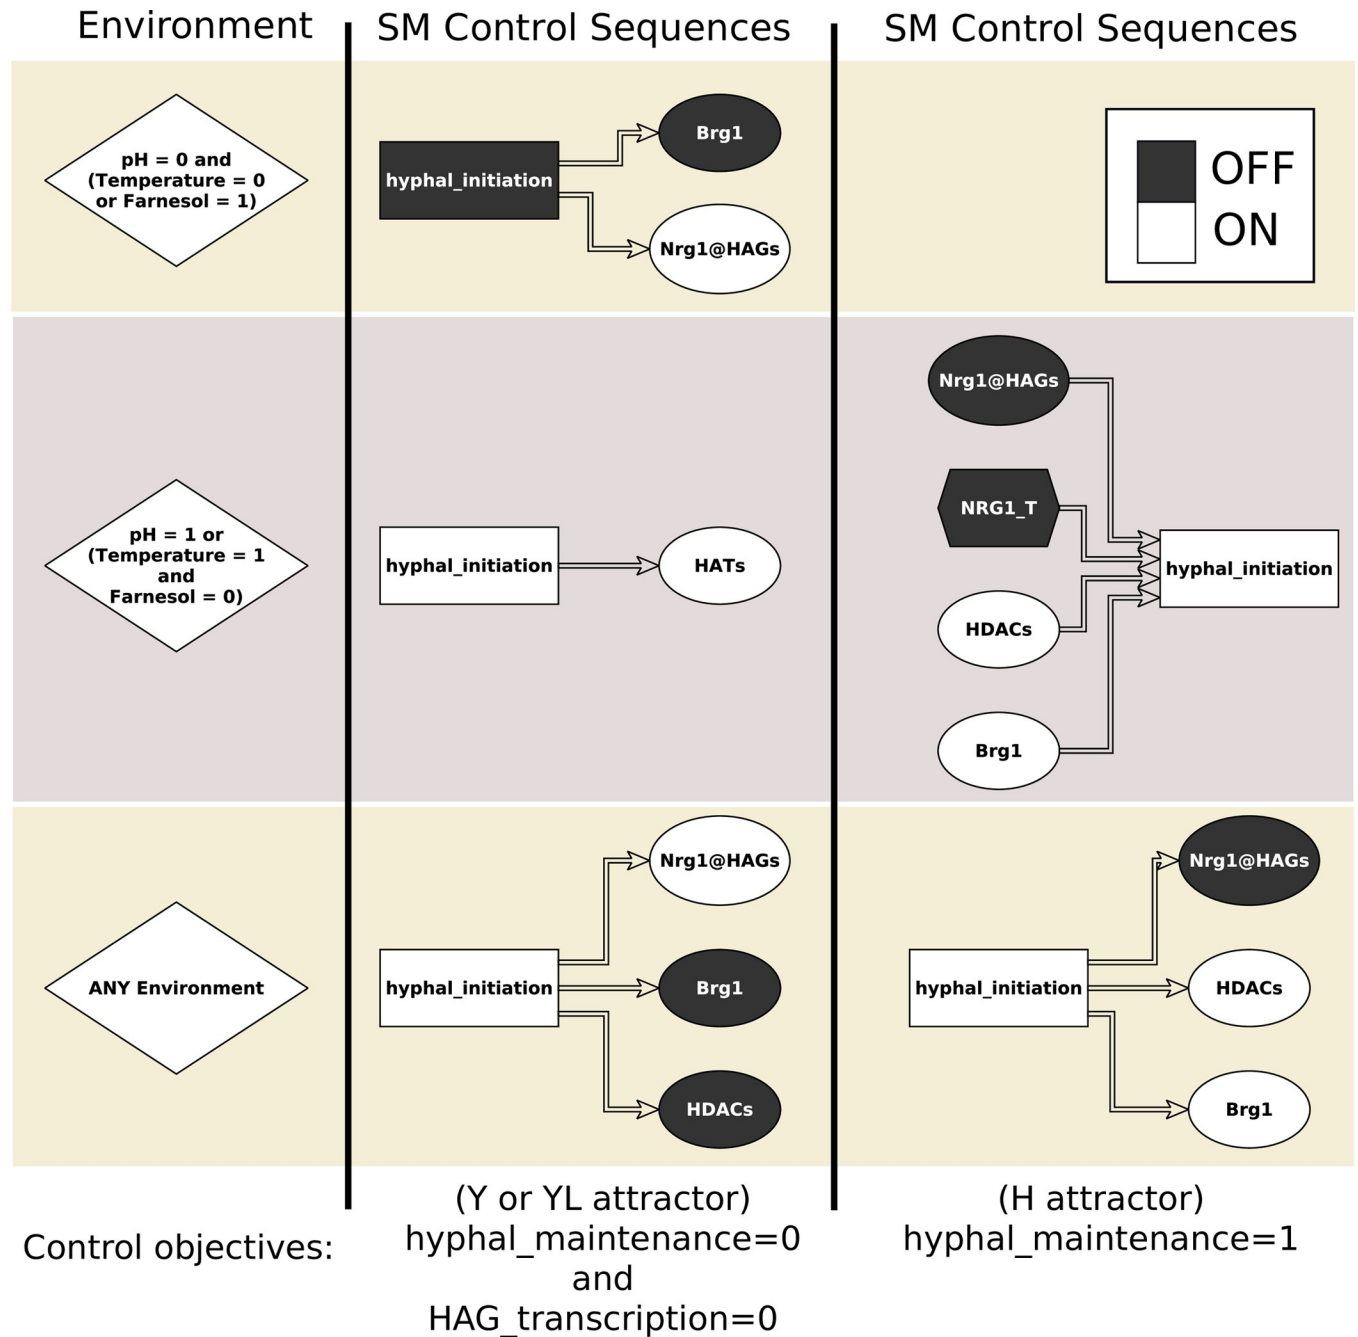 Environment
SM Control Sequences
SM Control Sequences
pH = 0 and
(Temperature = 0
or Farnesol = 1)
hyphal_initiation
Brg1
Nrg1@HAGs
OFF
ON
pH = 1 or
(Temperature = 1
and
Farnesol = 0)
hyphal_initiation
HATs
Nrg1@HAGs
NRG1_T
HDACs
Brg1
hyphal_initiation
ANY Environment
hyphal_initiation
Nrg1@HAGs
Brg1
HDACs
hyphal_initiation
Nrg1@HAGs
HDACs
Brg1
Control objectives:
(Y or YL attractor)
hyphal_maintenance=0
and
HAG_transcription=0
(H attractor)
hyphal_maintenance=1